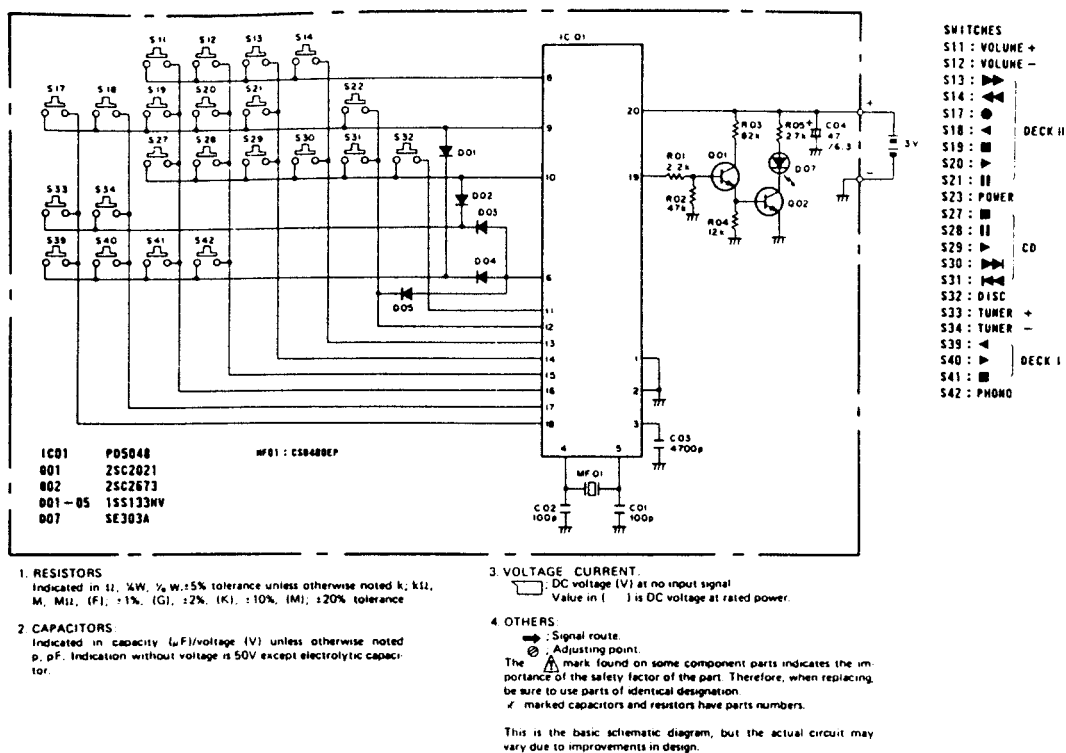 S11 S12 S13 S14
IC01
S17 S18 S19 S20 S21 S22
S27 S28 S29 S30 S31 S32
S33 S34
S39 S40 S41 S42
8
9
10
6
11
12
13
14
15
16
17
18
20
19
1
2
3
4 5
D01
D02
D03
D04
D05
R01
2.2k
R02
47k
R03
82k
R04
12k
R05
2.7k
Q01
Q02
D07
C04
47
/6.3
+
3V
-
C03
4700p
MF01
C02
100p
C01
100p
IC01 PD5048
Q01 2SC2021
Q02 2SC2673
D01-05 1SS133HV
D07 SE303A
MF01 : CSB480EP
SWITCHES
S11 : VOLUME +
S12 : VOLUME -
S13 : ▶▶
S14 : ◀◀
S17 : ●
S18 : ◀
DECK II
S19 : ■
S20 : ▶
S21 : ❚❚
S23 : POWER
S27 : ■
S28 : ❚❚
S29 : ▶
CD
S30 : ▶▶|
S31 : |◀◀
S32 : DISC
S33 : TUNER +
S34 : TUNER -
S39 : ◀
S40 : ▶
DECK I
S41 : ■
S42 : PHONO
1. RESISTORS
Indicated in Ω, ¼W, ⅛W, ±5% tolerance unless otherwise noted k; kΩ,
M, MΩ, (F); ±1%, (G), ±2%, (K), ±10%, (M); ±20% tolerance
2. CAPACITORS:
Indicated in capacity (μF)/voltage (V) unless otherwise noted
p, pF. Indication without voltage is 50V except electrolytic capaci-
tor.
3. VOLTAGE CURRENT.
; DC voltage (V) at no input signal
Value in ( ) is DC voltage at rated power.
4. OTHERS:
➡ ; Signal route.
⊘ ; Adjusting point.
The ⚠ mark found on some component parts indicates the im-
portance of the safety factor of the part. Therefore, when replacing,
be sure to use parts of identical designation.
marked capacitors and resistors have parts numbers.
This is the basic schematic diagram, but the actual circuit may
vary due to improvements in design.